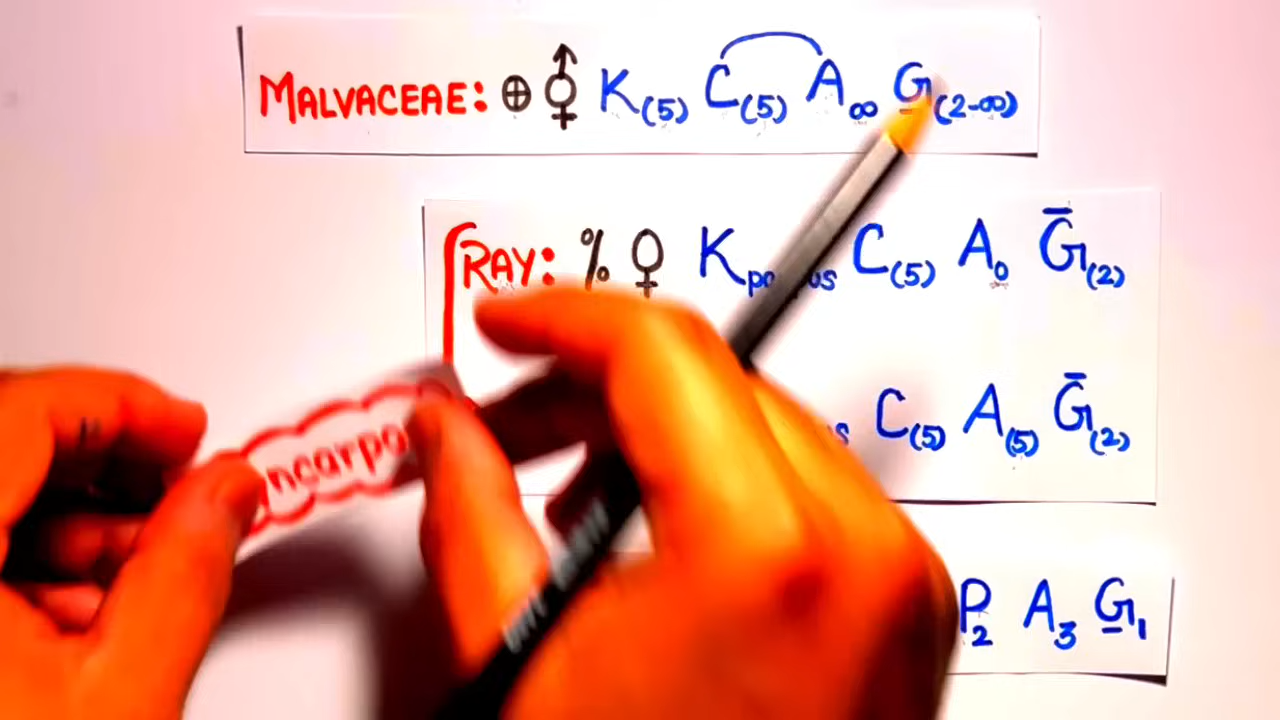 MALVACEAE: ⊕ ⚥ K(5) C(5) A∞ G(2-∞)
RAY: % ♀ K C(5) A0 Ḡ(2)
C(5) A(5) Ḡ(2)
P2 A3 G1